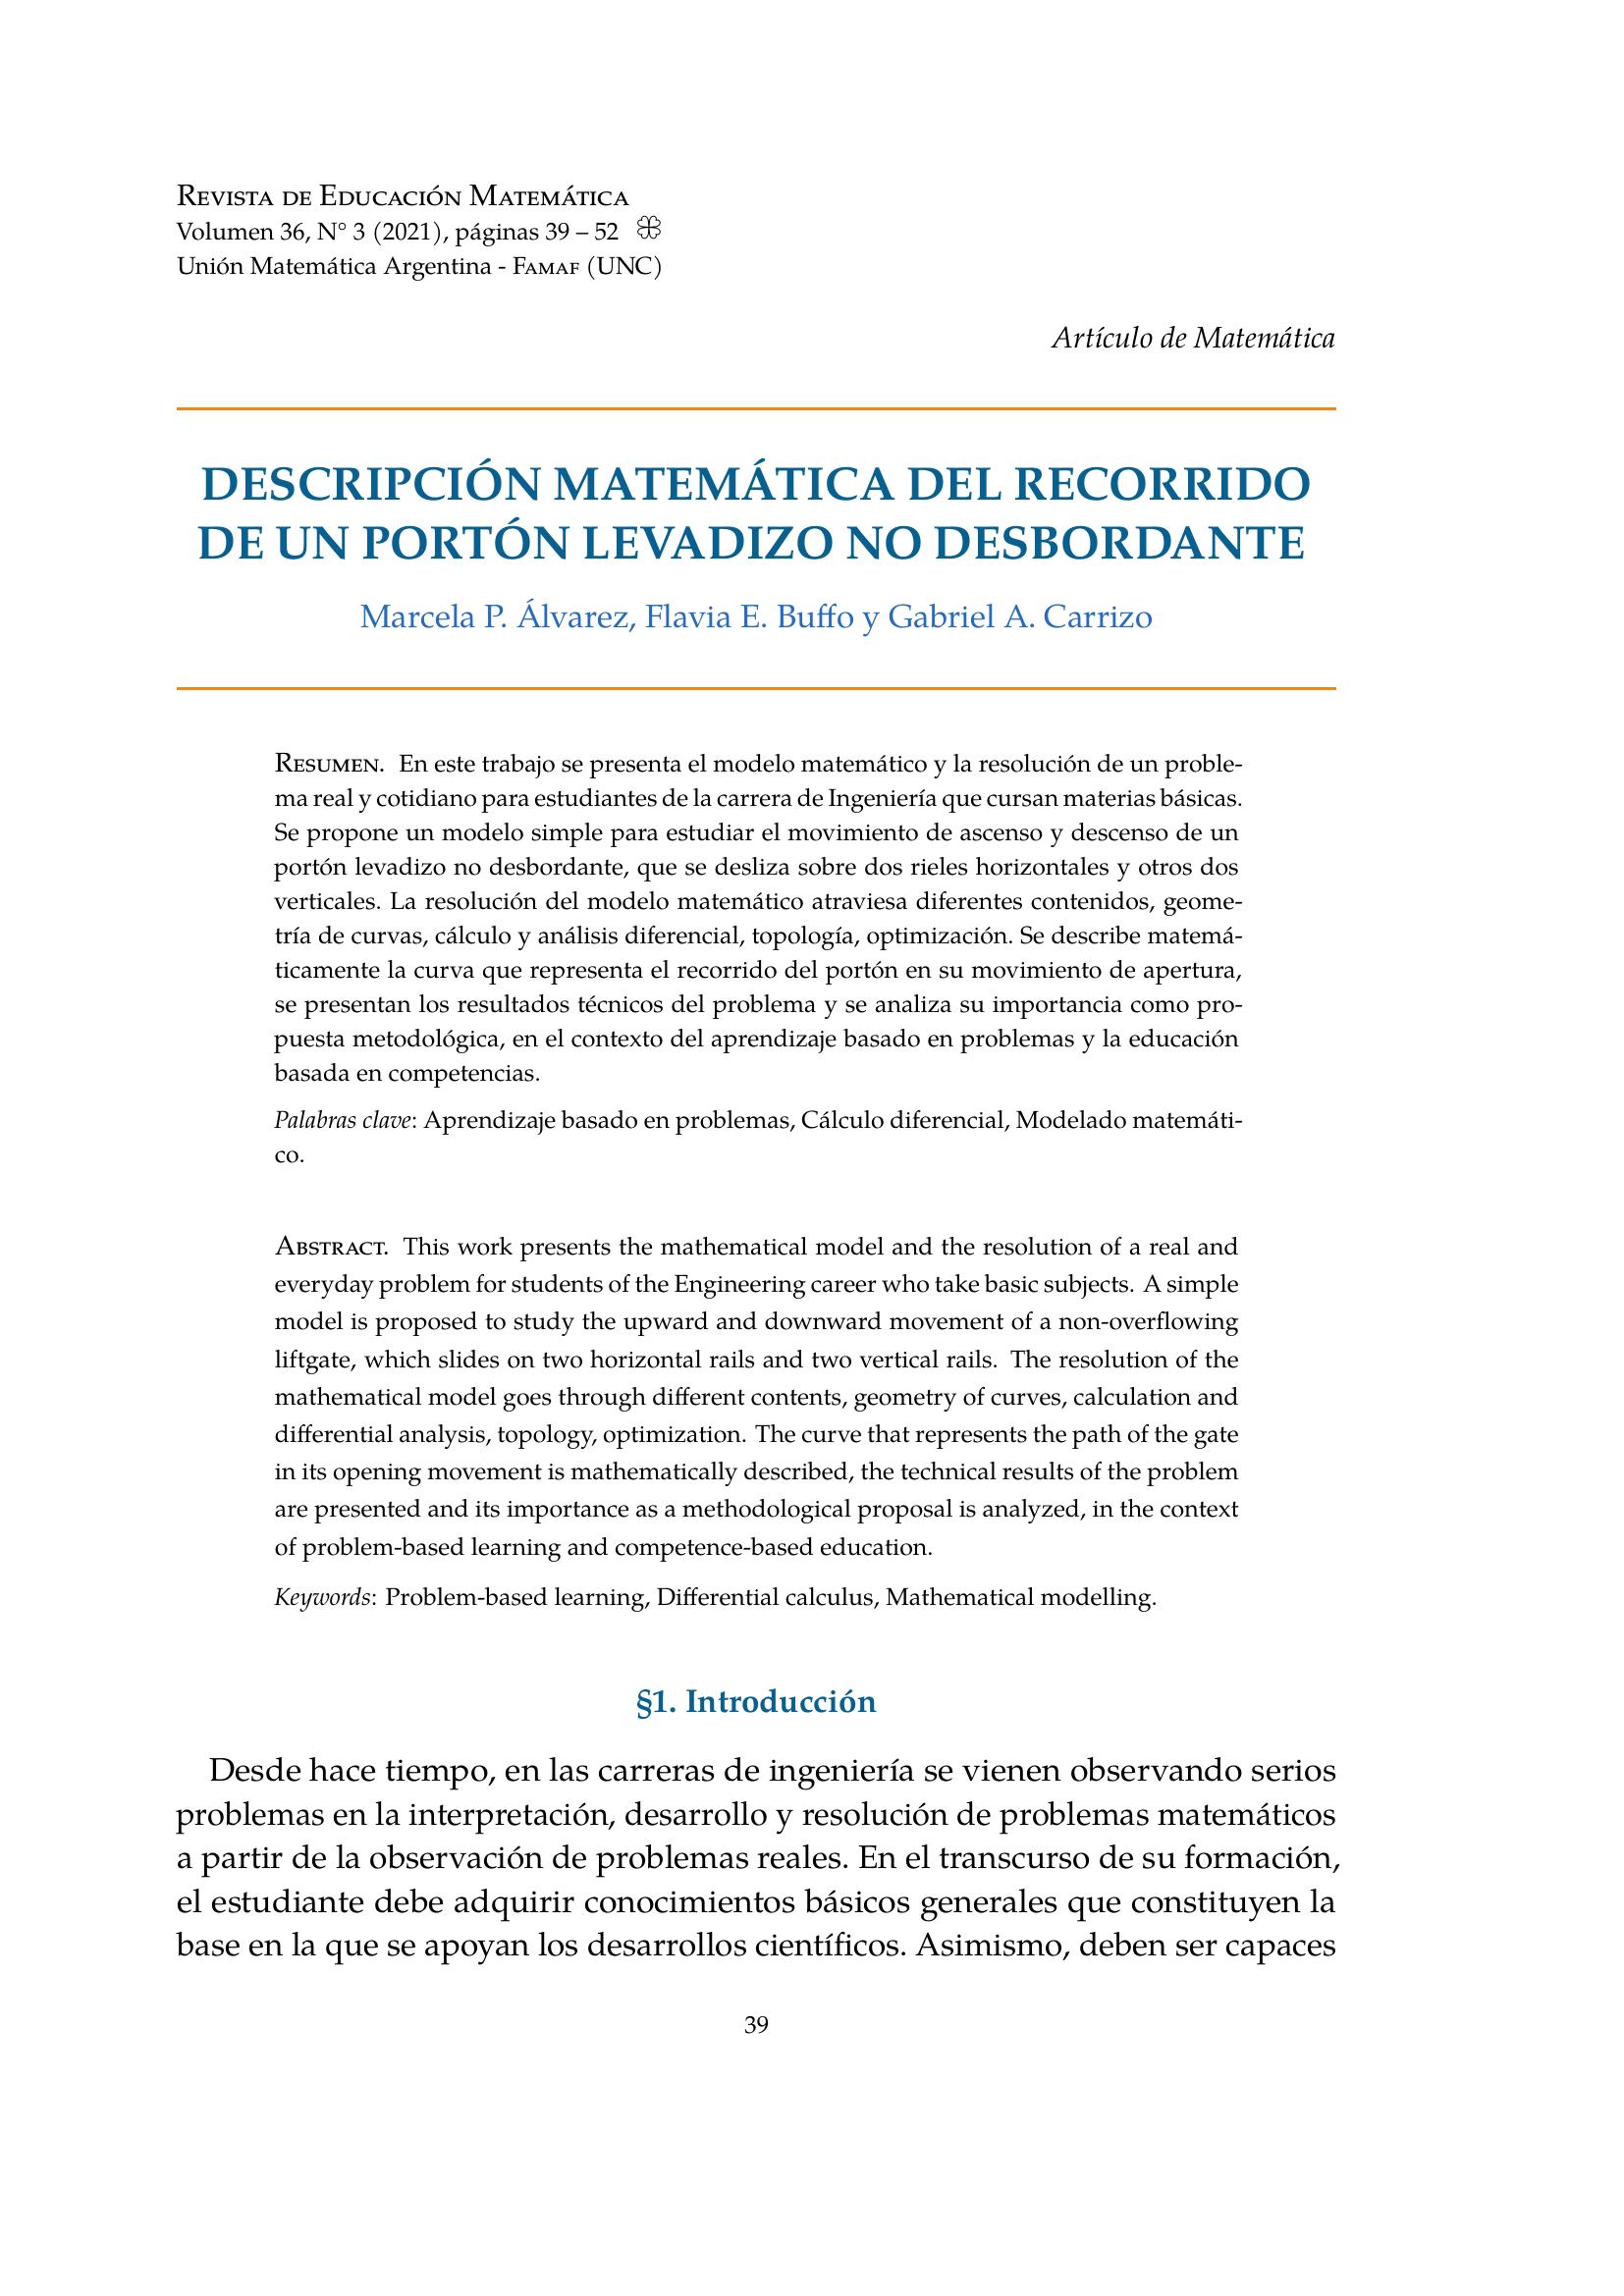 REVISTA DE EDUCACIÓN MATEMÁTICA
Volumen 36, N° 3 (2021), páginas 39 – 52
Unión Matemática Argentina - FAMAF (UNC)
Artículo de Matemática
DESCRIPCIÓN MATEMÁTICA DEL RECORRIDO
DE UN PORTÓN LEVADIZO NO DESBORDANTE
Marcela P. Álvarez, Flavia E. Buffo y Gabriel A. Carrizo
RESUMEN. En este trabajo se presenta el modelo matemático y la resolución de un proble-
ma real y cotidiano para estudiantes de la carrera de Ingeniería que cursan materias básicas.
Se propone un modelo simple para estudiar el movimiento de ascenso y descenso de un
portón levadizo no desbordante, que se desliza sobre dos rieles horizontales y otros dos
verticales. La resolución del modelo matemático atraviesa diferentes contenidos, geome-
tría de curvas, cálculo y análisis diferencial, topología, optimización. Se describe matemá-
ticamente la curva que representa el recorrido del portón en su movimiento de apertura,
se presentan los resultados técnicos del problema y se analiza su importancia como pro-
puesta metodológica, en el contexto del aprendizaje basado en problemas y la educación
basada en competencias.
Palabras clave: Aprendizaje basado en problemas, Cálculo diferencial, Modelado matemáti-
co.
ABSTRACT. This work presents the mathematical model and the resolution of a real and
everyday problem for students of the Engineering career who take basic subjects. A simple
model is proposed to study the upward and downward movement of a non-overflowing
liftgate, which slides on two horizontal rails and two vertical rails. The resolution of the
mathematical model goes through different contents, geometry of curves, calculation and
differential analysis, topology, optimization. The curve that represents the path of the gate
in its opening movement is mathematically described, the technical results of the problem
are presented and its importance as a methodological proposal is analyzed, in the context
of problem-based learning and competence-based education.
Keywords: Problem-based learning, Differential calculus, Mathematical modelling.
§1. Introducción
Desde hace tiempo, en las carreras de ingeniería se vienen observando serios
problemas en la interpretación, desarrollo y resolución de problemas matemáticos
a partir de la observación de problemas reales. En el transcurso de su formación,
el estudiante debe adquirir conocimientos básicos generales que constituyen la
base en la que se apoyan los desarrollos científicos. Asimismo, deben ser capaces
39